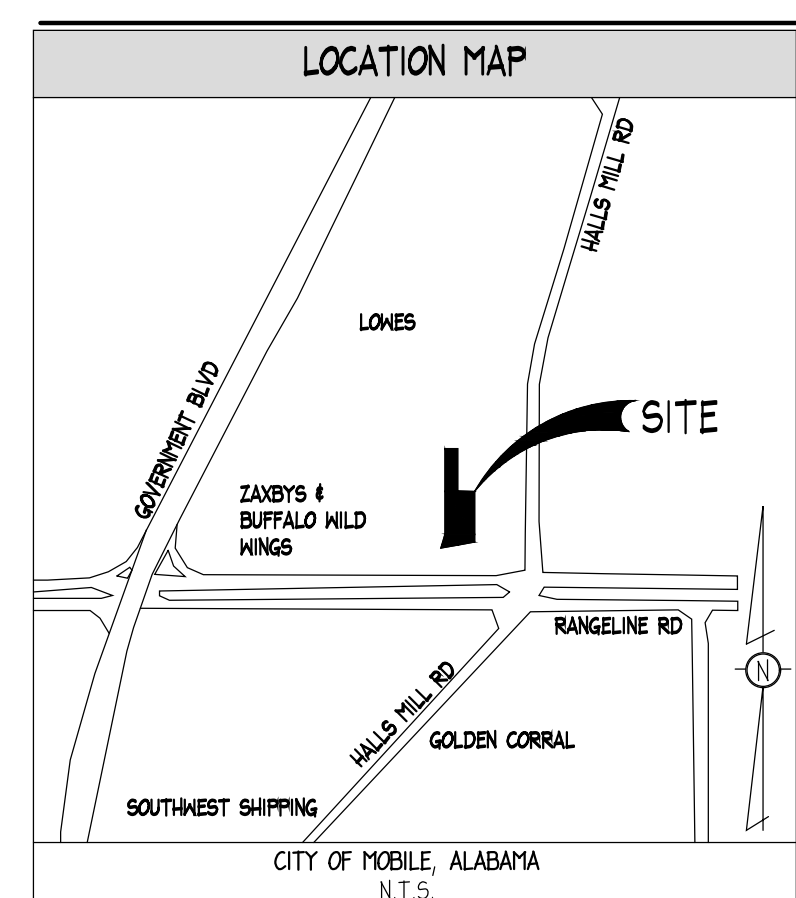 LOCATION MAP
HALLS MILL RD
LOWES
GOVERNMENT BLVD
SITE
ZAXBYS &
BUFFALO WILD
WINGS
RANGELINE RD
N
HALLS MILL RD
GOLDEN CORRAL
SOUTHWEST SHIPPING
CITY OF MOBILE, ALABAMA
N.T.S.